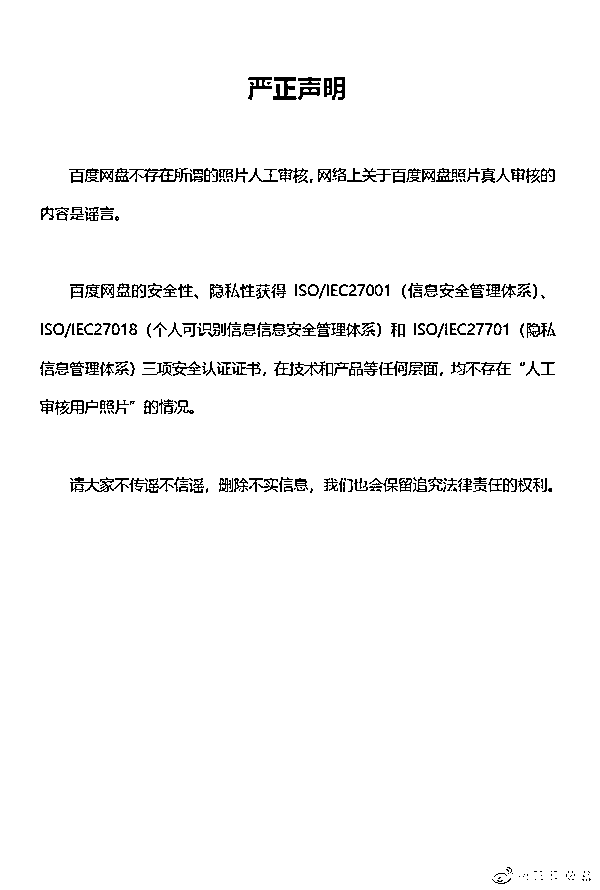 严正声明
百度网盘不存在所谓的照片人工审核,网络上关于百度网盘照片真人审核的
内容是谣言。
百度网盘的安全性、隐私性获得 ISO/IEC27001（信息安全管理体系）、
ISO/IEC27018（个人可识别信息信息安全管理体系）和 ISO/IEC27701（隐私
信息管理体系）三项安全认证证书，在技术和产品等任何层面，均不存在“人工
审核用户照片”的情况。
请大家不传谣不信谣，删除不实信息，我们也会保留追究法律责任的权利。